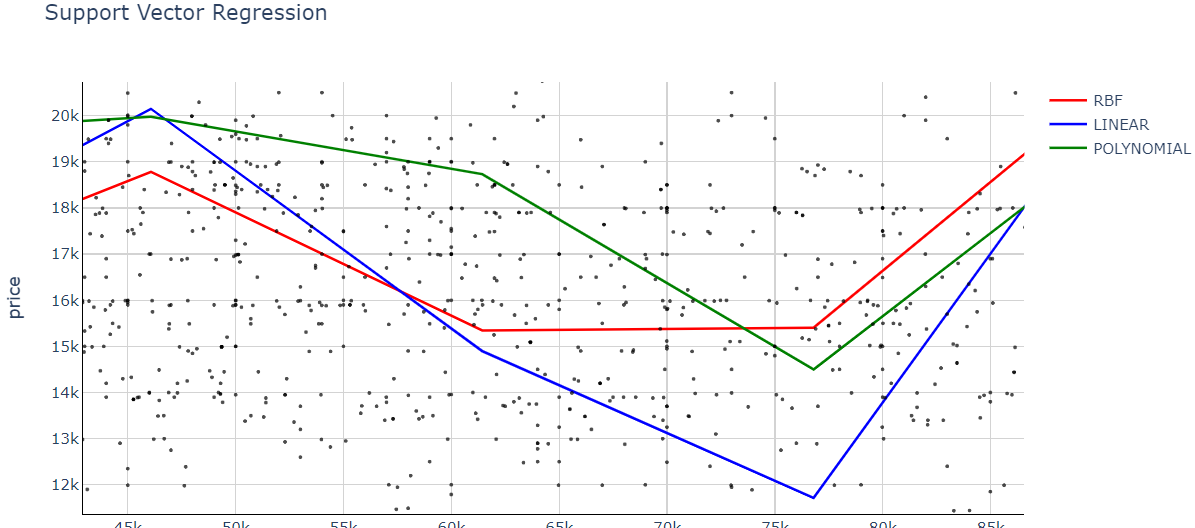 Support Vector Regression
RBF
LINEAR
POLYNOMIAL
price
20k
19k
18k
17k
16k
15k
14k
13k
12k
45k 50k 55k 60k 65k 70k 75k 80k 85k